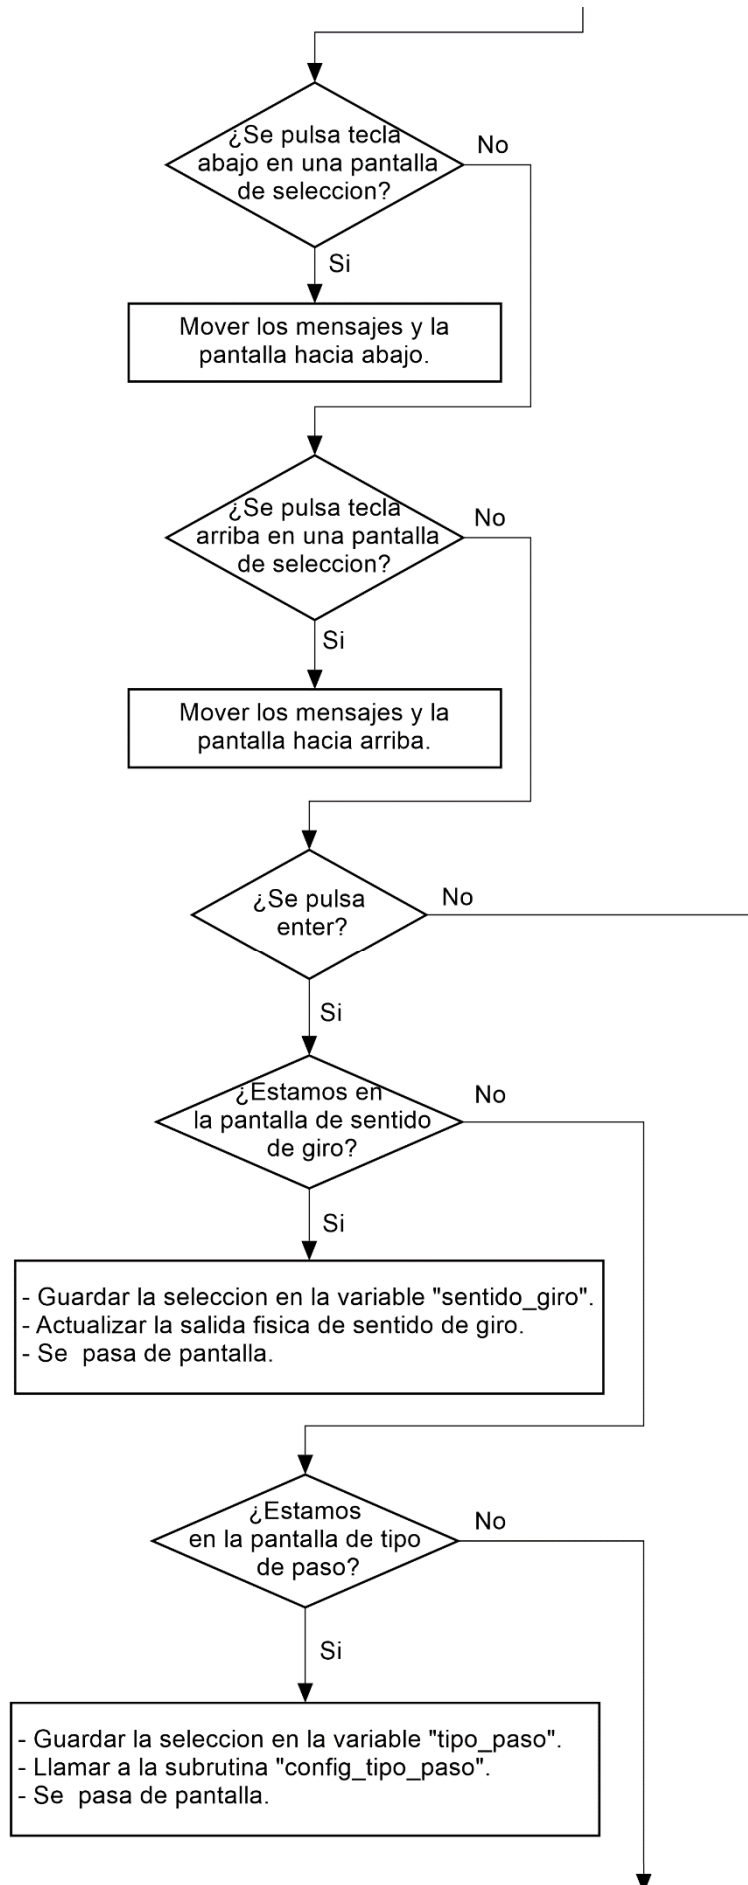 ¿Se pulsa tecla
abajo en una pantalla
de seleccion?
No
Si
Mover los mensajes y la
pantalla hacia abajo.
¿Se pulsa tecla
arriba en una pantalla
de seleccion?
No
Si
Mover los mensajes y la
pantalla hacia arriba.
¿Se pulsa
enter?
No
Si
¿Estamos en
la pantalla de sentido
de giro?
No
Si
- Guardar la seleccion en la variable "sentido_giro".
- Actualizar la salida fisica de sentido de giro.
- Se  pasa de pantalla.
¿Estamos
en la pantalla de tipo
de paso?
No
Si
- Guardar la seleccion en la variable "tipo_paso".
- Llamar a la subrutina "config_tipo_paso".
- Se  pasa de pantalla.